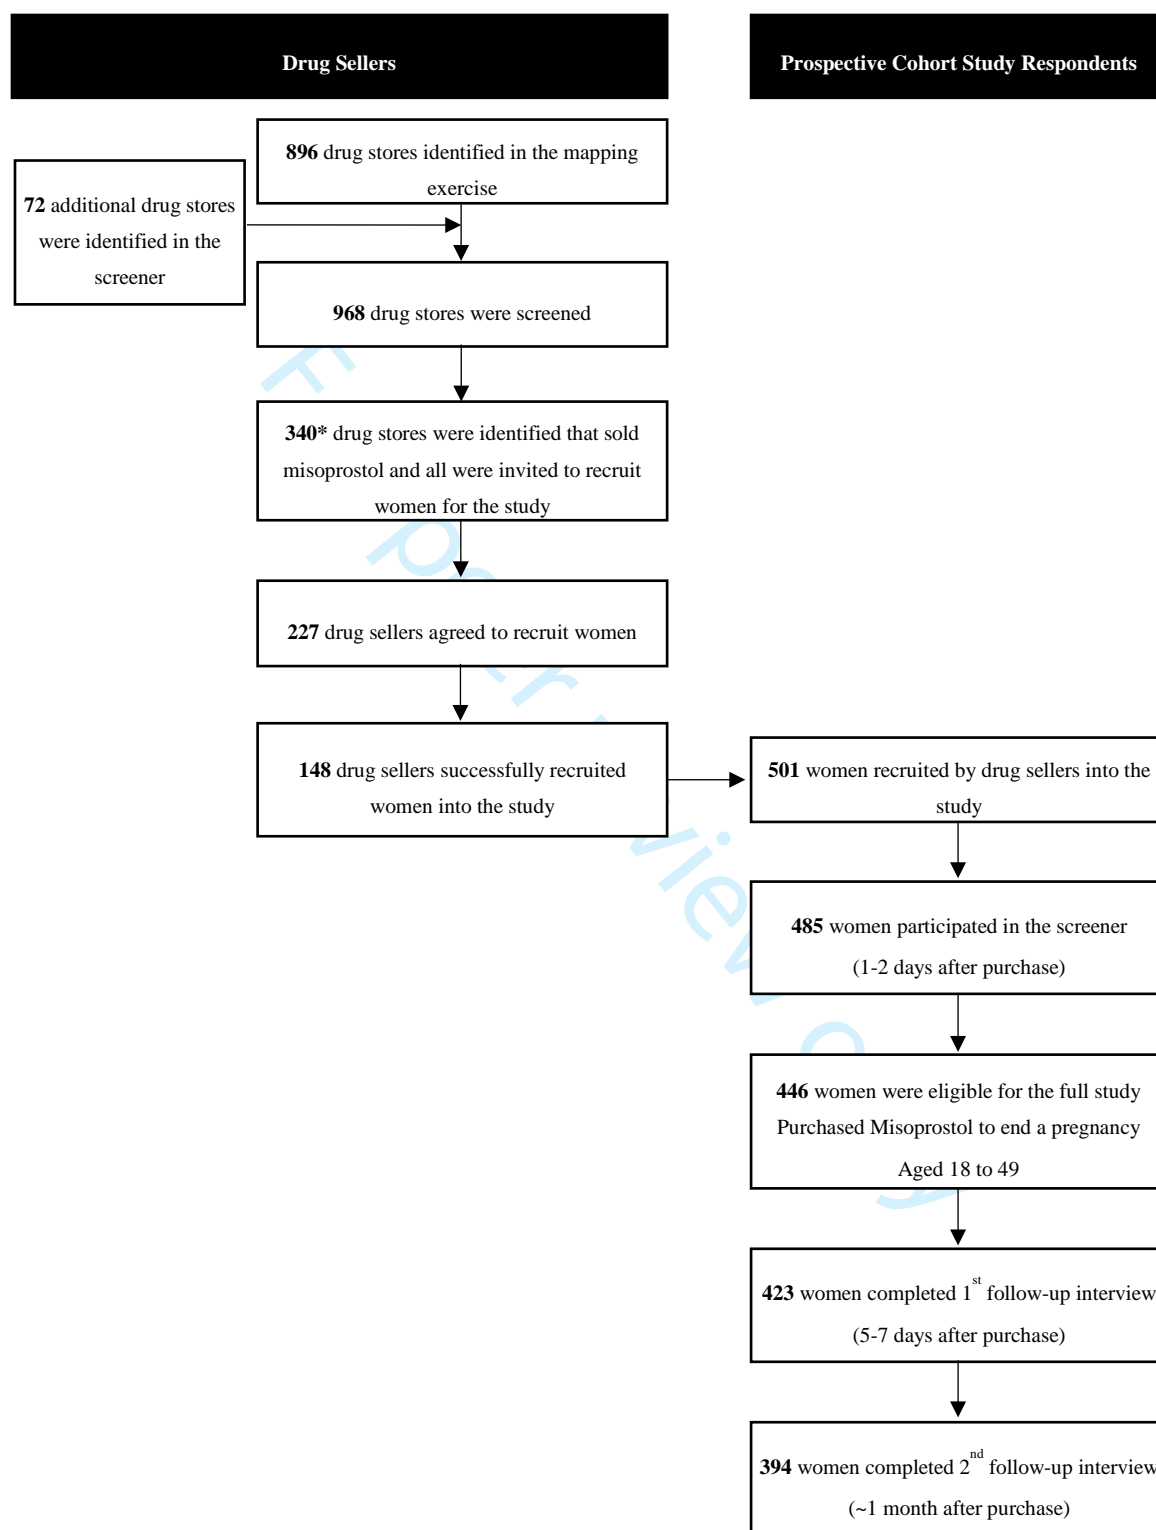 Drug Sellers
Prospective Cohort Study Respondents
896 drug stores identified in the mapping
exercise
72 additional drug stores
were identified in the
screener
968 drug stores were screened
340* drug stores were identified that sold
misoprostol and all were invited to recruit
women for the study
227 drug sellers agreed to recruit women
148 drug sellers successfully recruited
women into the study
501 women recruited by drug sellers into the
study
485 women participated in the screener
(1-2 days after purchase)
446 women were eligible for the full study
Purchased Misoprostol to end a pregnancy
Aged 18 to 49
423 women completed 1st follow-up interview
(5-7 days after purchase)
394 women completed 2nd follow-up interview
(~1 month after purchase)